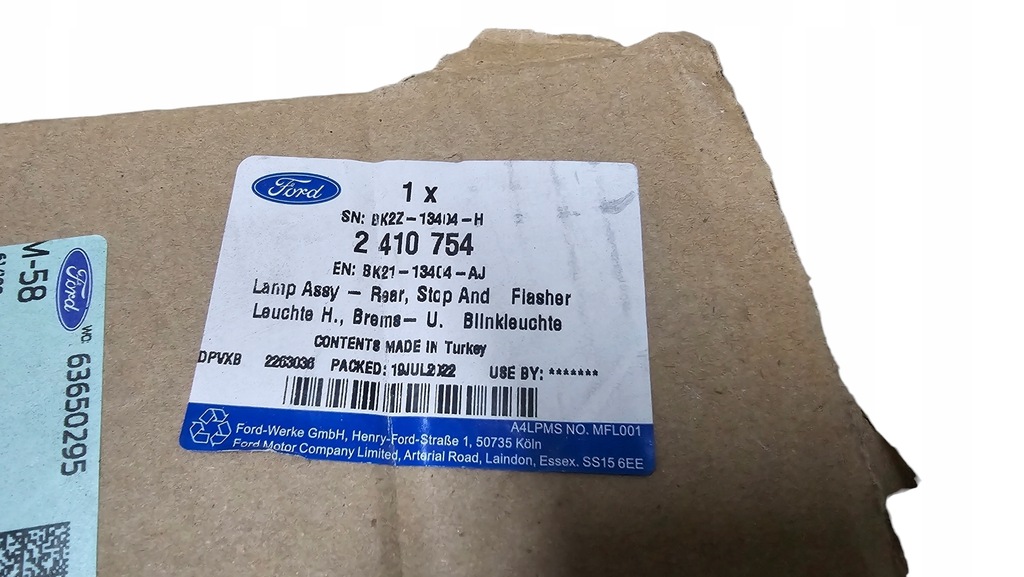 Ford
1 x
SN: BK2Z-13404-H
2 410 754
EN: BK21-13404-AJ
Lamp Assy - Rear, Stop And Flasher
Leuchte H., Brems- U. Blinkleuchte
CONTENTS MADE IN Turkey
DPVXB 2263036 PACKED: 19JUL2022 USE BY: *******
A4LPMS NO. MFL001
Ford-Werke GmbH, Henry-Ford-Straße 1, 50735 Köln
Ford Motor Company Limited, Arterial Road, Laindon, Essex. SS15 6EE
Ford
M-58
WO 63650295